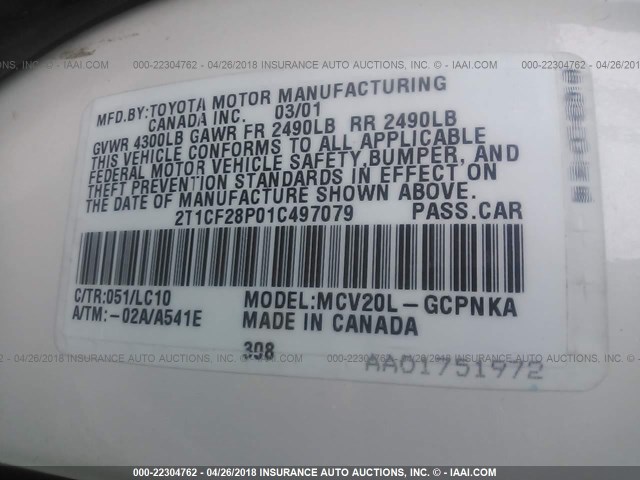 000-22304762 - 04/26/2018 INSURANCE AUTO AUCTIONS, INC. - © IAAI.COM
MFD.BY:TOYOTA MOTOR MANUFACTURING
CANADA INC. 03/01
GVWR 4300LB GAWR FR 2490LB RR 2490LB
THIS VEHICLE CONFORMS TO ALL APPLICABLE
FEDERAL MOTOR VEHICLE SAFETY,BUMPER, AND
THEFT PREVENTION STANDARDS IN EFFECT ON
THE DATE OF MANUFACTURE SHOWN ABOVE.
2T1CF28P01C497079 PASS.CAR
C/TR:051/LC10 MODEL:MCV20L-GCPNKA
A/TM:-02A/A541E MADE IN CANADA
308
AA01751972
000-22304762 - 04/26/2018 INSURANCE AUTO AUCTIONS, INC. - © IAAI.COM